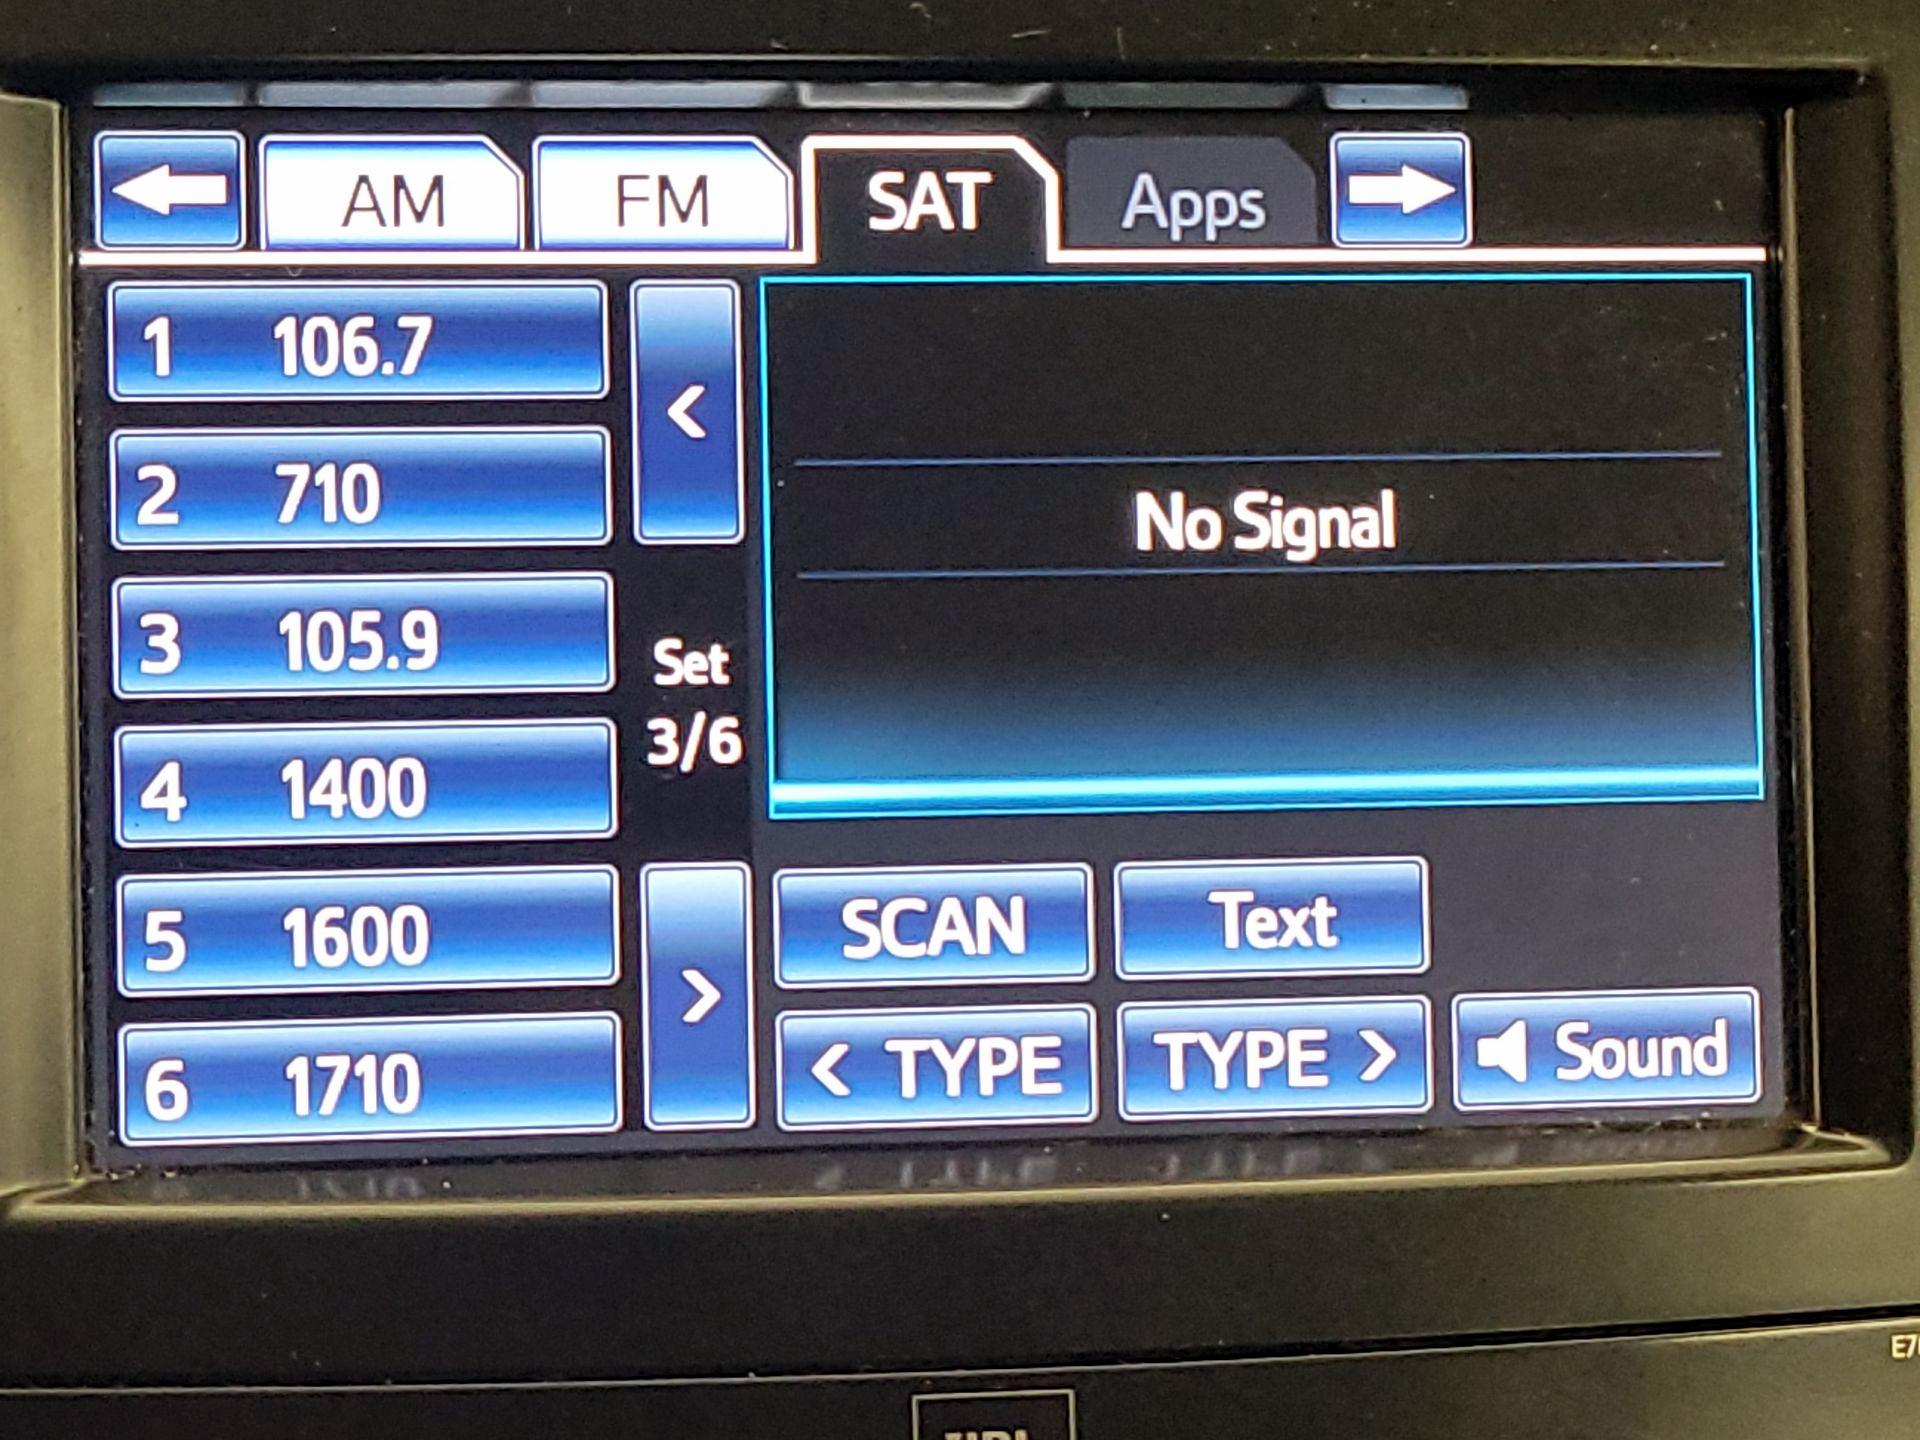 AM FM SAT Apps
1 106.7
2 710
3 105.9
4 1400
5 1600
6 1710
<
Set
3/6
>
No Signal
SCAN Text
< TYPE TYPE > Sound
JBL